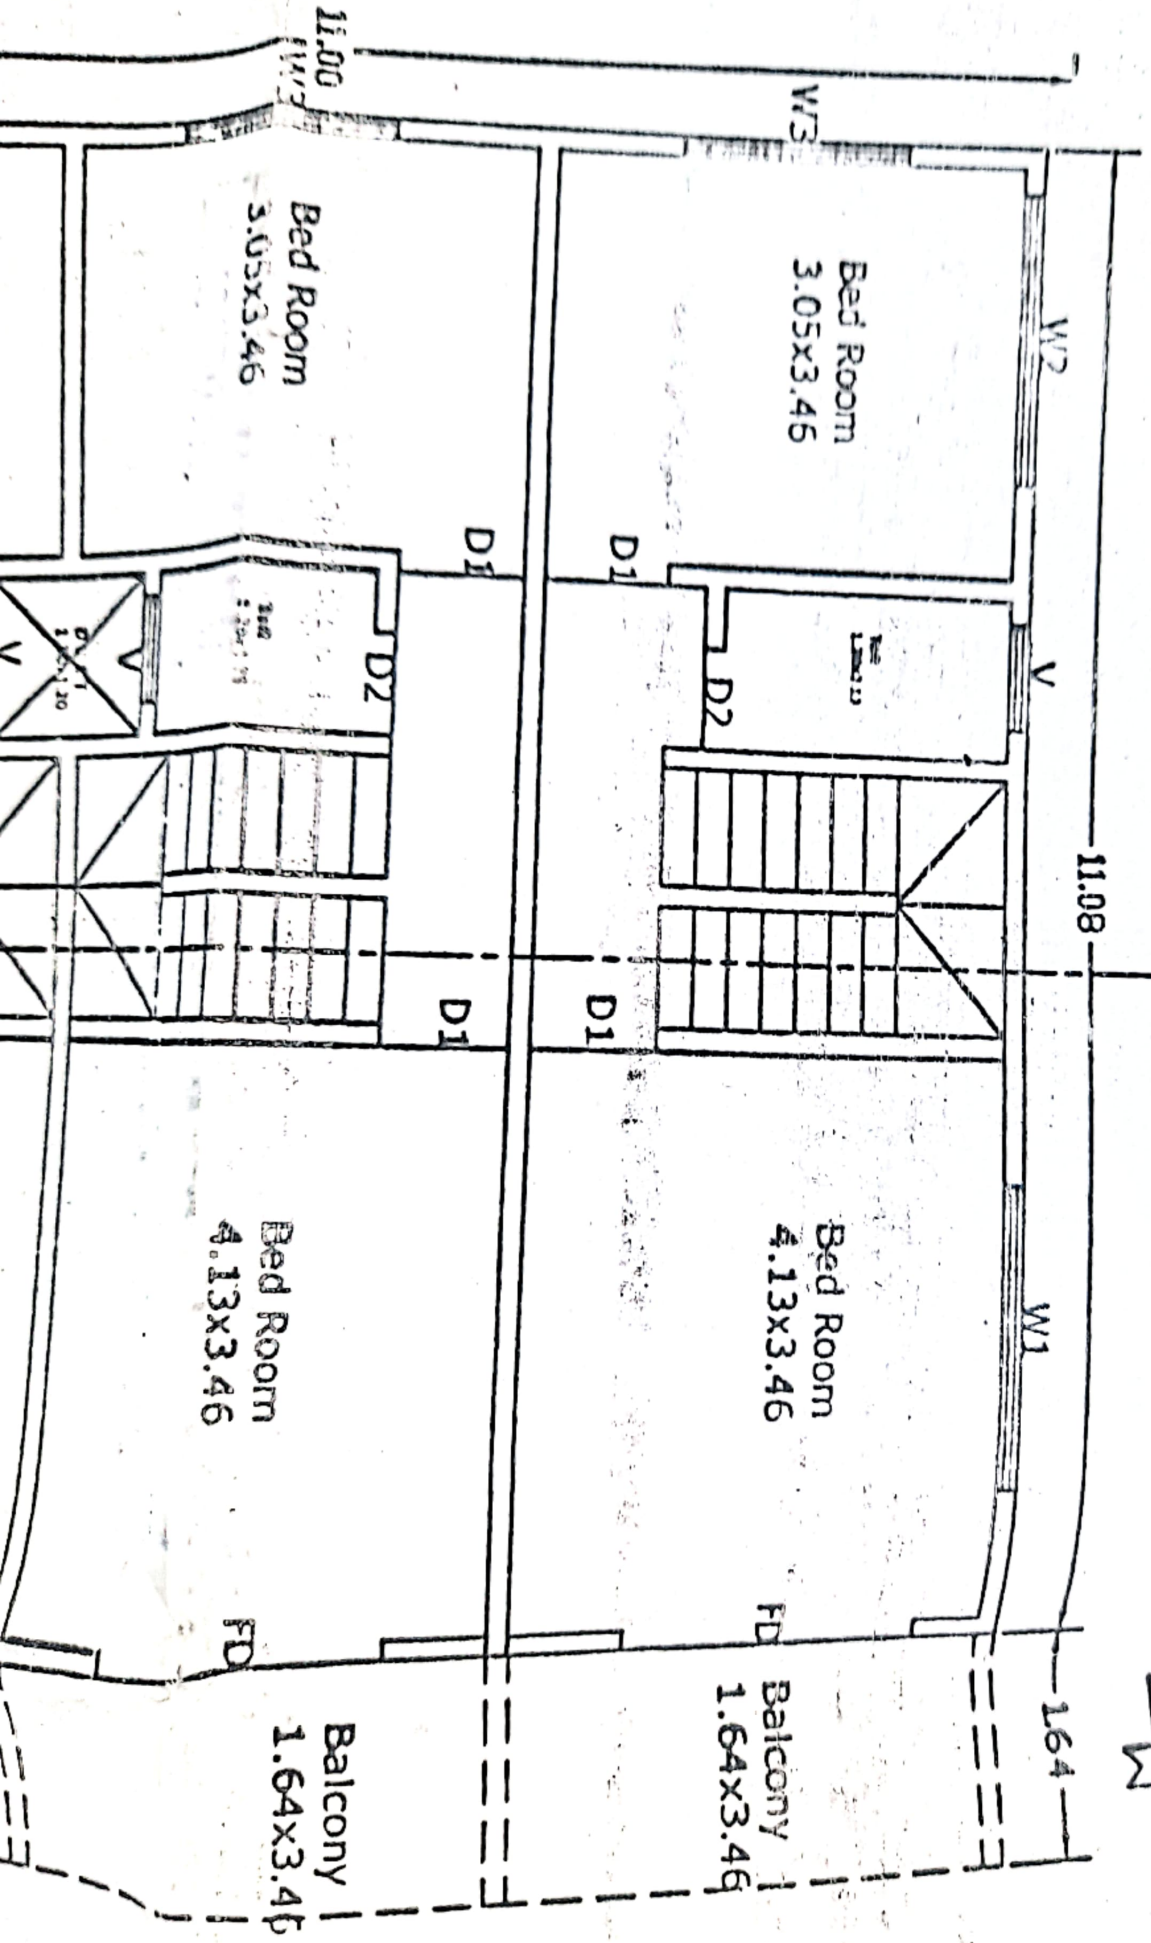 11.00
W3
W3
Bed Room
3.05x3.46
W2
Bed Room
3.05x3.46
D1
D1
D2
V
V
V
D2
11.08
D1
D1
Bed Room
4.13x3.46
W1
Bed Room
4.13x3.46
FD
FD
1.64
Balcony
1.64x3.46
Balcony
1.64x3.46
W